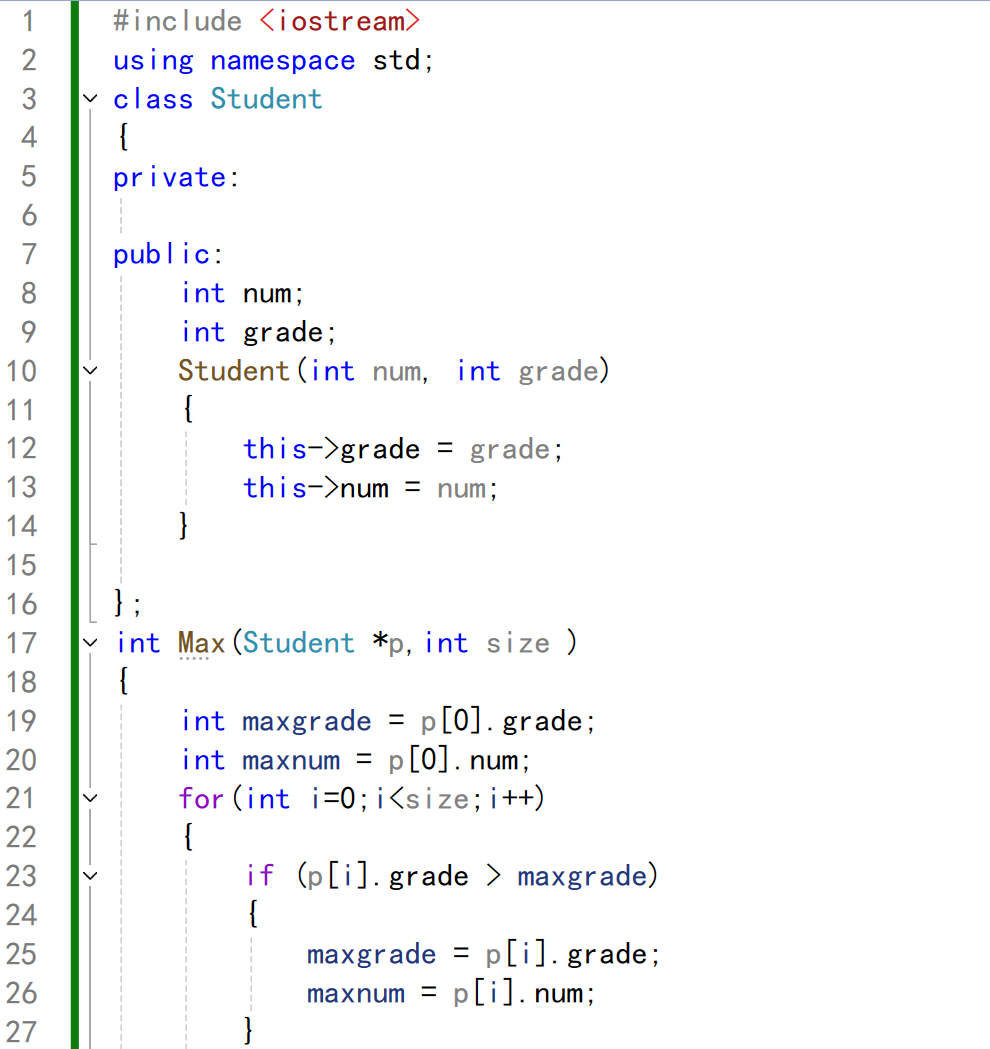 1 #include <iostream>
2 using namespace std;
3 class Student
4 {
5 private:
6
7 public:
8 int num;
9 int grade;
10 Student(int num, int grade)
11 {
12 this->grade = grade;
13 this->num = num;
14 }
15
16 };
17 int Max(Student *p,int size )
18 {
19 int maxgrade = p[0].grade;
20 int maxnum = p[0].num;
21 for(int i=0;i<size;i++)
22 {
23 if (p[i].grade > maxgrade)
24 {
25 maxgrade = p[i].grade;
26 maxnum = p[i].num;
27 }